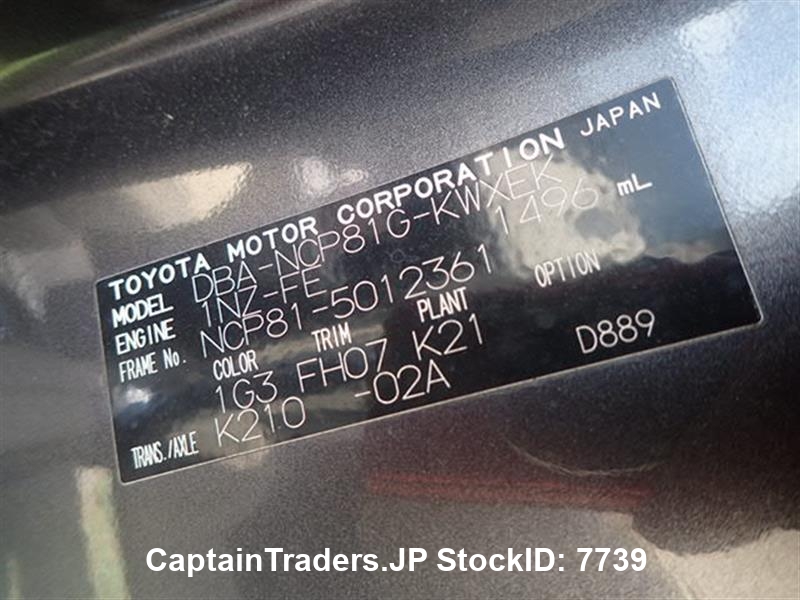 TOYOTA MOTOR CORPORATION JAPAN
MODEL DBA-NCP81G-KWXEK
ENGINE 1NZ-FE 1496 mL
FRAME No. NCP81-5012361
COLOR TRIM PLANT OPTION
1G3 FH07 K21 D889
TRANS./AXLE K210 -02A
CaptainTraders.JP StockID: 7739